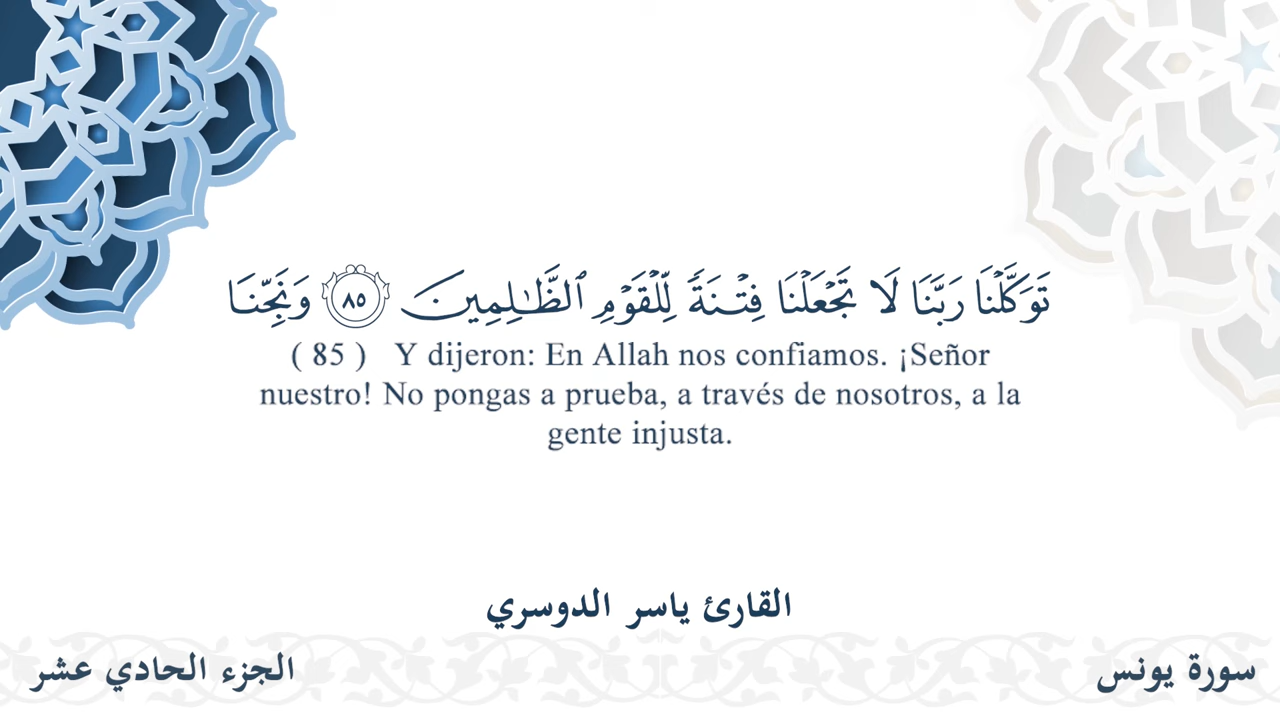 تَوَكَّلۡنَا رَبَّنَا لَا تَجۡعَلۡنَا فِتۡنَةٗ لِّلۡقَوۡمِ ٱلظَّٰلِمِينَ ٨٥ وَنَجِّنَا
( 85 ) Y dijeron: En Allah nos confiamos. ¡Señor
nuestro! No pongas a prueba, a través de nosotros, a la
gente injusta.
القارئ ياسر الدوسري
سورة يونس
الجزء الحادي عشر